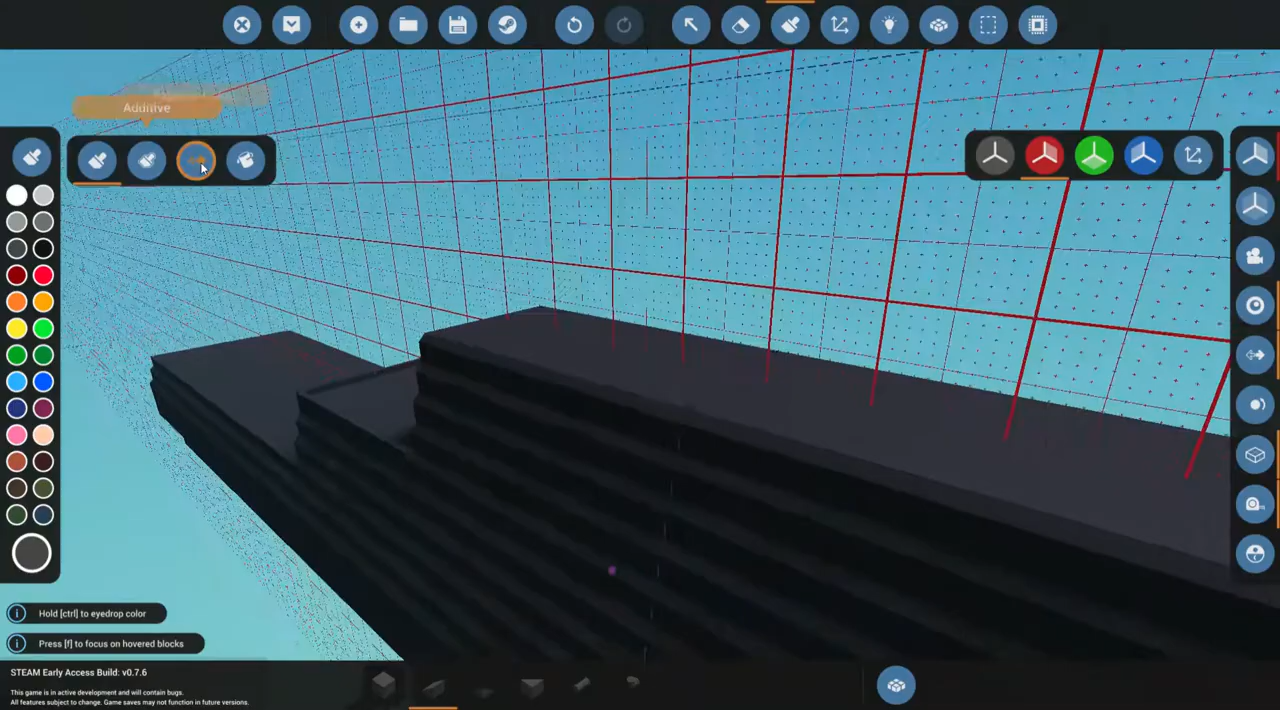 Additive
Hold [ctrl] to eyedrop color
Press [f] to focus on hovered blocks
STEAM Early Access Build: v0.7.6
This game is in active development and will contain bugs.
All features subject to change. Game saves may not function in future versions.